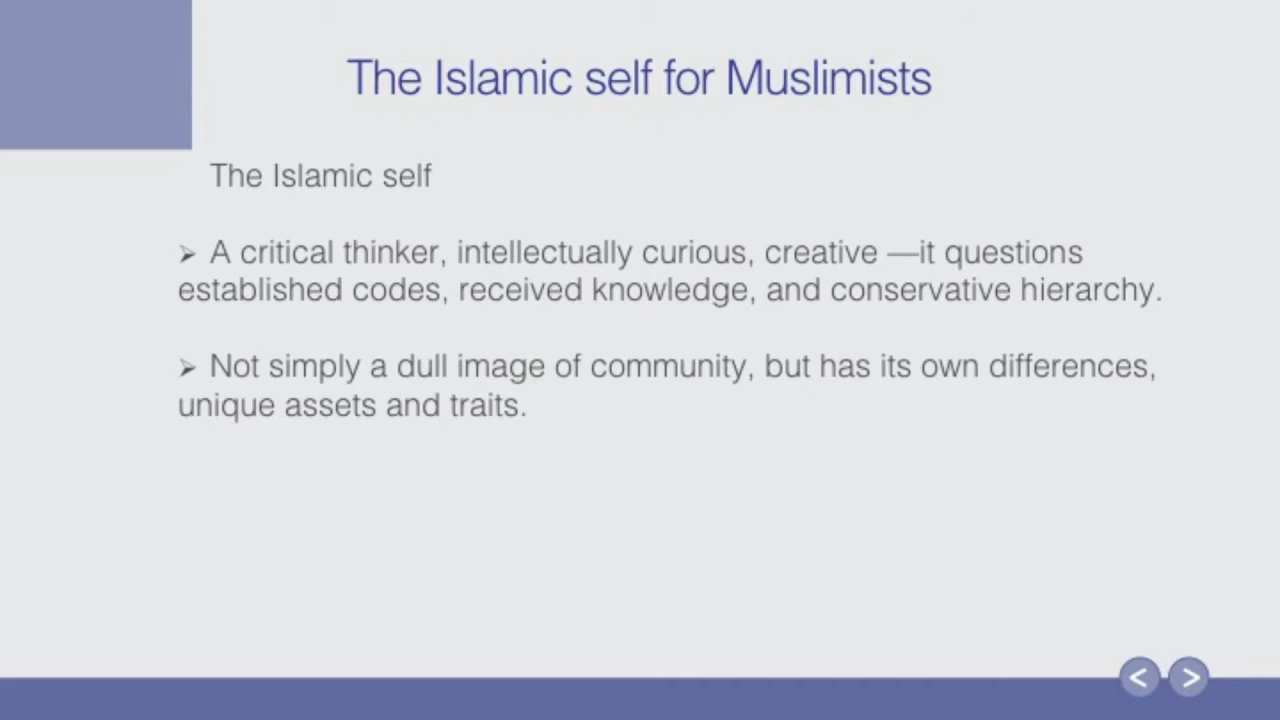 The Islamic self for Muslimists
The Islamic self
➢ A critical thinker, intellectually curious, creative —it questions
established codes, received knowledge, and conservative hierarchy.
➢ Not simply a dull image of community, but has its own differences,
unique assets and traits.
< >